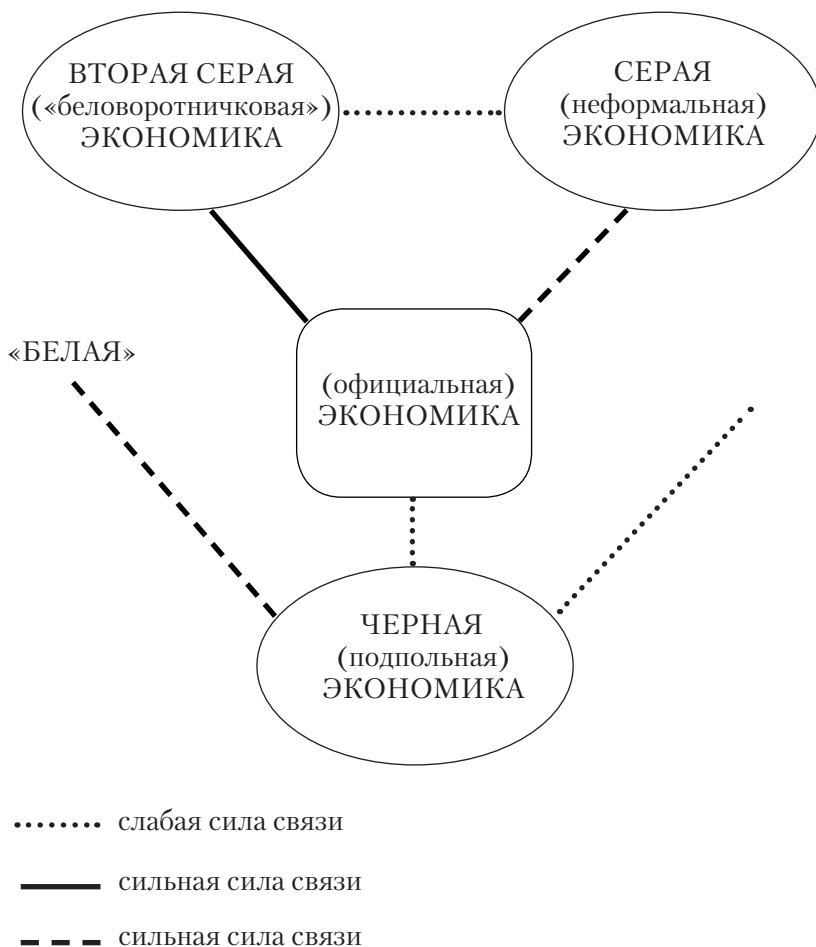 ВТОРАЯ СЕРАЯ
(«беловоротничковая»)
ЭКОНОМИКА
СЕРАЯ
(неформальная)
ЭКОНОМИКА
«БЕЛАЯ»
(официальная)
ЭКОНОМИКА
ЧЕРНАЯ
(подпольная)
ЭКОНОМИКА
слабая сила связи
сильная сила связи
сильная сила связи